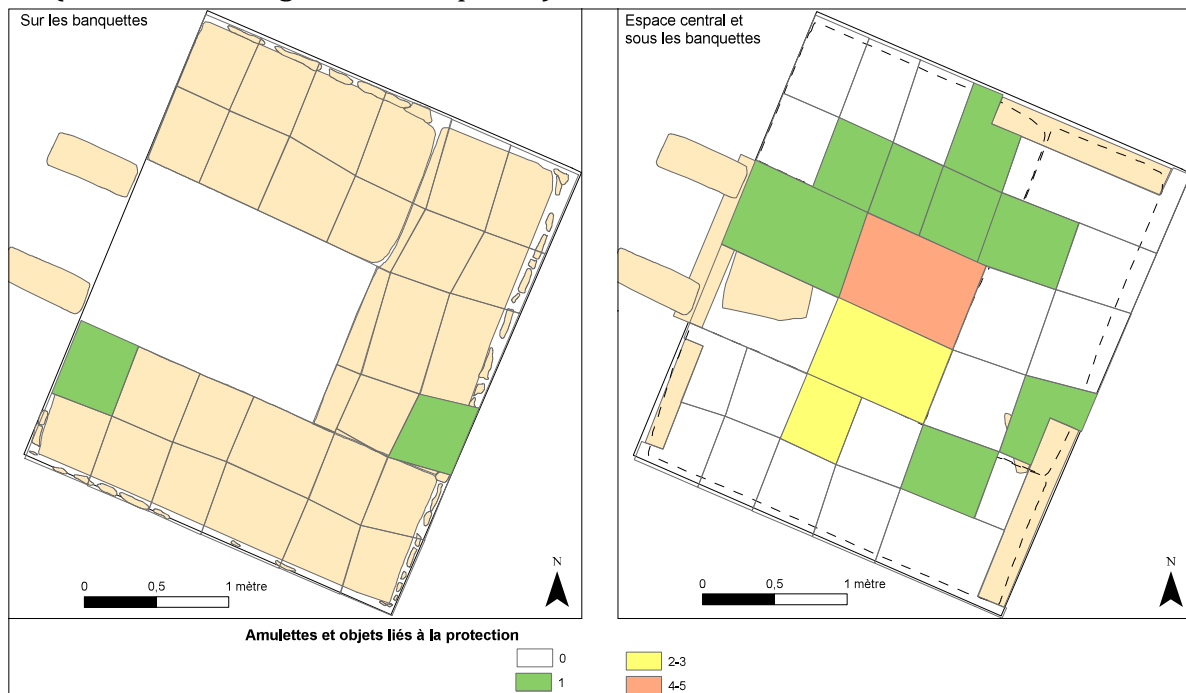 Sur les banquettes
Espace central et
sous les banquettes
N
0
0,5
1 mètre
N
0
0,5
1 mètre
Amulettes et objets liés à la protection
0
1
2-3
4-5